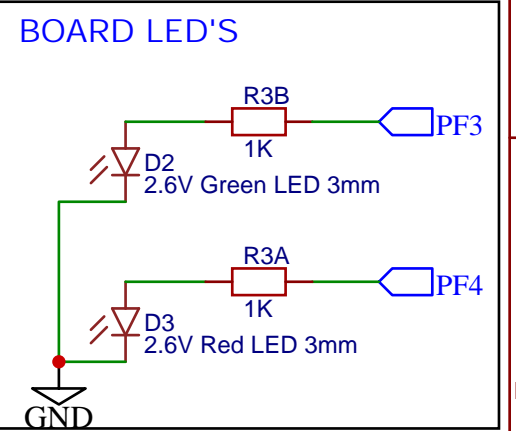 BOARD LED'S
R3B
PF3
1K
D2
2.6V Green LED 3mm
R3A
PF4
1K
D3
2.6V Red LED 3mm
GND